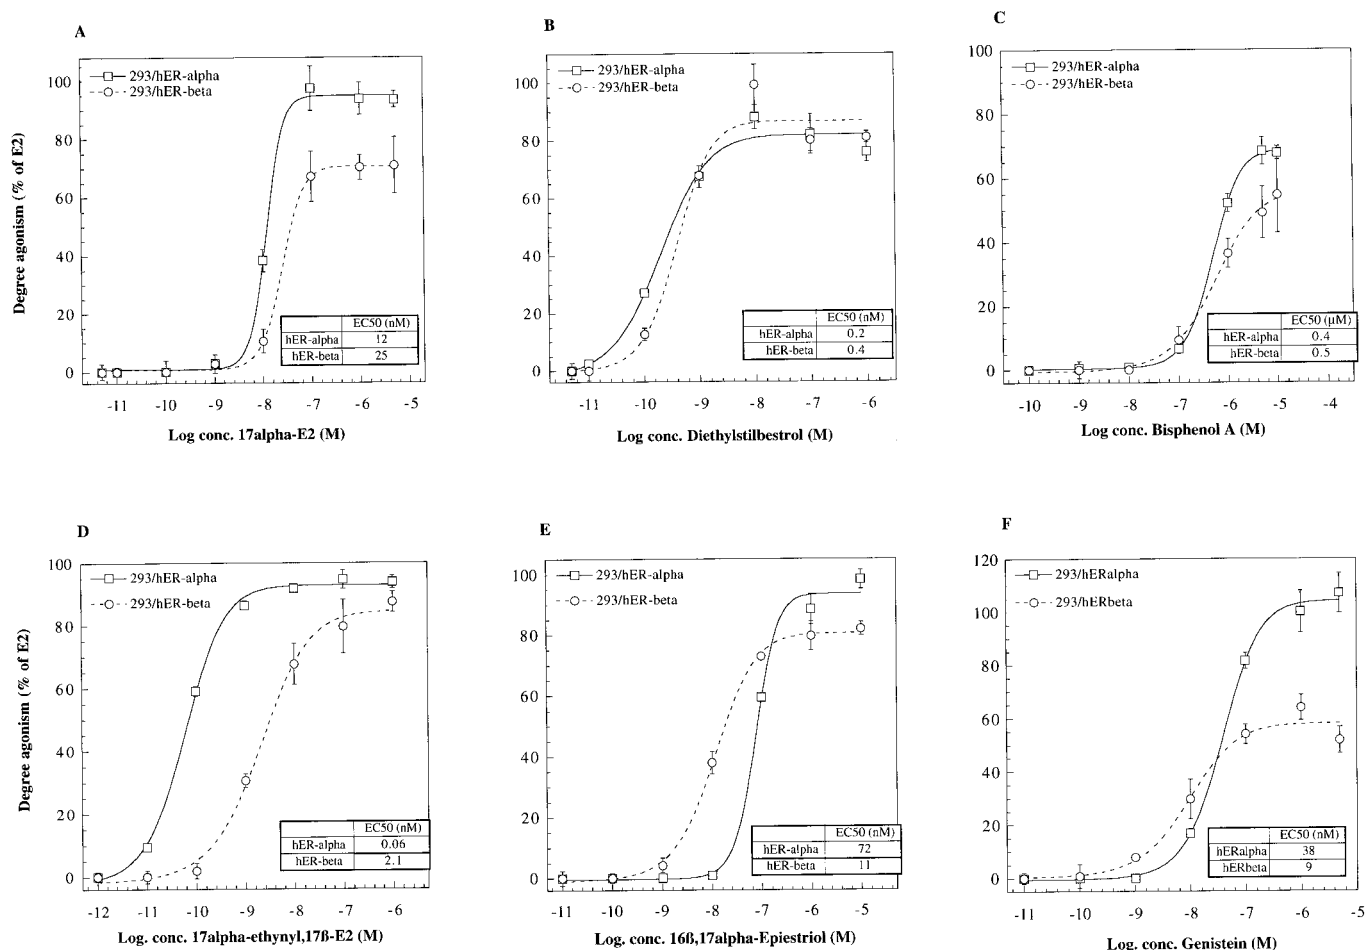 A
293/hER-alpha
293/hER-beta
100
80
60
40
20
0
Degree agonism (% of E2)
EC50 (nM)
hER-alpha 12
hER-beta 25
-11 -10 -9 -8 -7 -6 -5
Log conc. 17alpha-E2 (M)
B
293/hER-alpha
293/hER-beta
100
80
60
40
20
0
EC50 (nM)
hER-alpha 0.2
hER-beta 0.4
-11 -10 -9 -8 -7 -6
Log conc. Diethylstilbestrol (M)
C
293/hER-alpha
293/hER-beta
100
80
60
40
20
0
EC50 (µM)
hER-alpha 0.4
hER-beta 0.5
-10 -9 -8 -7 -6 -5 -4
Log conc. Bisphenol A (M)
D
293/hER-alpha
293/hER-beta
100
80
60
40
20
0
Degree agonism (% of E2)
EC50 (nM)
hER-alpha 0.06
hER-beta 2.1
-12 -11 -10 -9 -8 -7 -6
Log. conc. 17alpha-ethynyl,17ß-E2 (M)
E
293/hER-alpha
293/hER-beta
100
80
60
40
20
0
EC50 (nM)
hER-alpha 72
hER-beta 11
-11 -10 -9 -8 -7 -6 -5
Log. conc. 16ß,17alpha-Epiestriol (M)
F
293/hERalpha
293/hERbeta
120
100
80
60
40
20
0
EC50 (nM)
hERalpha 38
hERbeta 9
-11 -10 -9 -8 -7 -6 -5
Log. conc. Genistein (M)